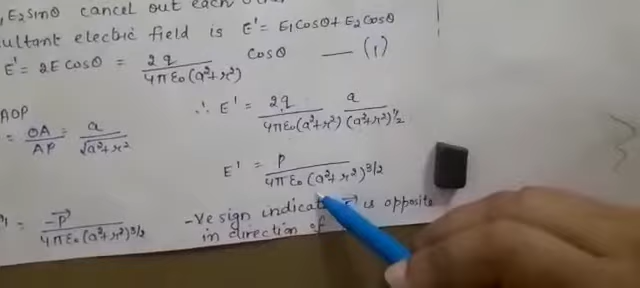 E₂Sinθ cancel out each
resultant electric field is E' = E₁Cosθ + E₂Cosθ
E' = 2E Cosθ = 2q / 4πε₀(a²+r²) Cosθ — (1)
AOP
= OA/AP = a/√a²+r²
∴ E' = 2q / 4πε₀(a²+r²) a / (a²+r²)^1/2
E' = p / 4πε₀(a²+r²)^3/2
= -p⃗ / 4πε₀(a²+r²)^3/2
-Ve sign indicat is opposite
in direction of